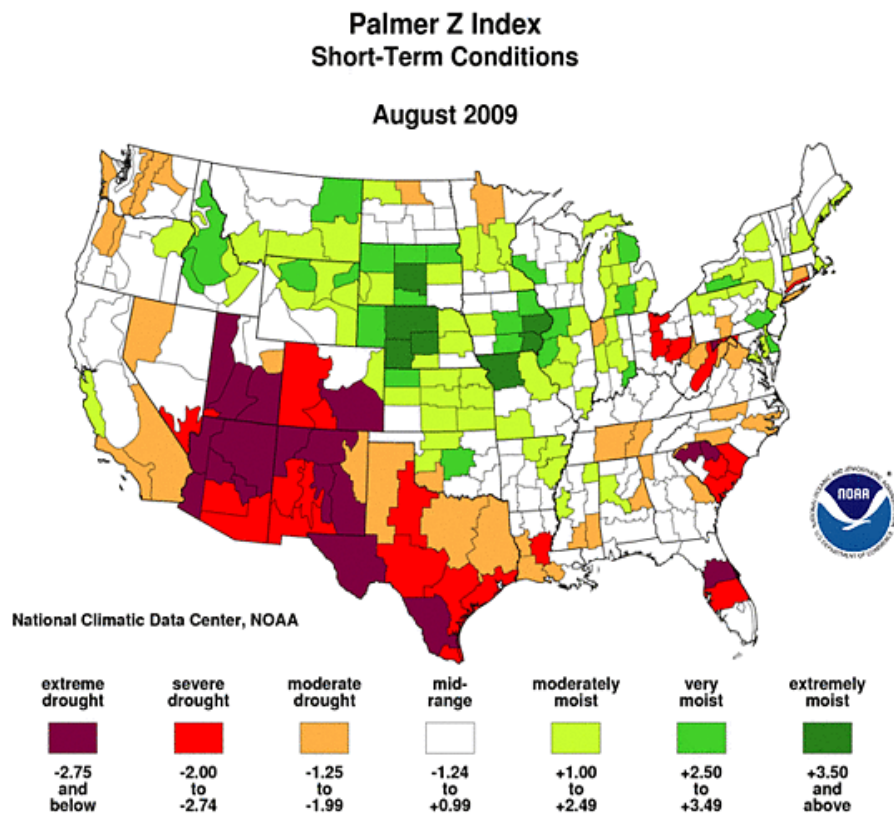 Palmer Z Index
Short-Term Conditions
August 2009
NOAA
National Climatic Data Center, NOAA
extreme drought
severe drought
moderate drought
mid-range
moderately moist
very moist
extremely moist
-2.75 and below
-2.00 to -2.74
-1.25 to -1.99
-1.24 to +0.99
+1.00 to +2.49
+2.50 to +3.49
+3.50 and above